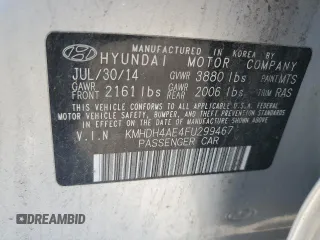 MANUFACTURED IN KOREA BY
HYUNDAI MOTOR COMPANY
JUL/30/14 GVWR 3880 lbs PAINT MTS
GAWR FRONT 2161 lbs GAWR REAR 2006 lbs TRIM RAS
THIS VEHICLE CONFORMS TO ALL APPLICABLE U.S. FEDERAL MOTOR
VEHICLE SAFETY, BUMPER, AND THEFT PREVENTION STANDARDS
IN EFFECT ON THE DATE OF MANUFACTURE SHOWN ABOVE.
V.I.N KMHDH4AE4FU299467
PASSENGER CAR
BIDHISTORY